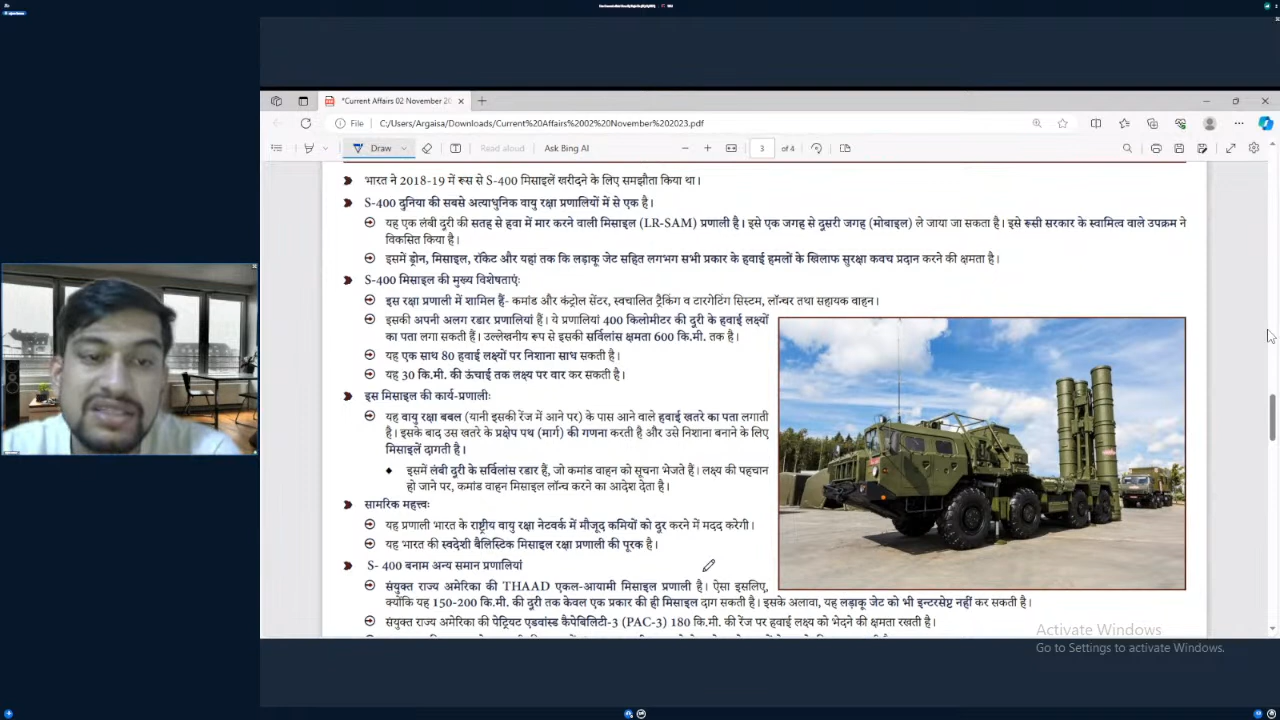 *Current Affairs 02 November 20
File
C:/Users/Argaisa/Downloads/Current%20Affairs%2002%20November%202023.pdf
Draw
Read aloud
Ask Bing AI
3
of 4
भारत ने 2018-19 में रूस से S-400 मिसाइलें खरीदने के लिए समझौता किया था।
S-400 दुनिया की सबसे अत्याधुनिक वायु रक्षा प्रणालियों में से एक है।
यह एक लंबी दूरी की सतह से हवा में मार करने वाली मिसाइल (LR-SAM) प्रणाली है। इसे एक जगह से दूसरी जगह (मोबाइल) ले जाया जा सकता है। इसे रूसी सरकार के स्वामित्व वाले उपक्रम ने
विकसित किया है।
इसमें ड्रोन, मिसाइल, रॉकेट और यहां तक कि लड़ाकू जेट सहित लगभग सभी प्रकार के हवाई हमलों के खिलाफ सुरक्षा कवच प्रदान करने की क्षमता है।
S-400 मिसाइल की मुख्य विशेषताएं:
इस रक्षा प्रणाली में शामिल हैं- कमांड और कंट्रोल सेंटर, स्वचालित ट्रैकिंग व टारगेटिंग सिस्टम, लॉन्चर तथा सहायक वाहन।
इसकी अपनी अलग रडार प्रणालियां हैं। ये प्रणालियां 400 किलोमीटर की दूरी के हवाई लक्ष्यों
का पता लगा सकती हैं। उल्लेखनीय रूप से इसकी सर्विलांस क्षमता 600 कि.मी. तक है।
यह एक साथ 80 हवाई लक्ष्यों पर निशाना साध सकती है।
यह 30 कि.मी. की ऊंचाई तक लक्ष्य पर वार कर सकती है।
इस मिसाइल की कार्य-प्रणाली:
यह वायु रक्षा बबल (यानी इसकी रेंज में आने पर) के पास आने वाले हवाई खतरे का पता लगाती
है। इसके बाद उस खतरे के प्रक्षेप पथ (मार्ग) की गणना करती है और उसे निशाना बनाने के लिए
मिसाइलें दागती है।
इसमें लंबी दूरी के सर्विलांस रडार हैं, जो कमांड वाहन को सूचना भेजते हैं। लक्ष्य की पहचान
हो जाने पर, कमांड वाहन मिसाइल लॉन्च करने का आदेश देता है।
सामरिक महत्त्व:
यह प्रणाली भारत के राष्ट्रीय वायु रक्षा नेटवर्क में मौजूद कमियों को दूर करने में मदद करेगी।
यह भारत की स्वदेशी बैलिस्टिक मिसाइल रक्षा प्रणाली की पूरक है।
S- 400 बनाम अन्य समान प्रणालियां
संयुक्त राज्य अमेरिका की THAAD एकल-आयामी मिसाइल प्रणाली है। ऐसा इसलिए,
क्योंकि यह 150-200 कि.मी. की दूरी तक केवल एक प्रकार की ही मिसाइल दाग सकती है। इसके अलावा, यह लड़ाकू जेट को भी इन्टरसेप्ट नहीं कर सकती है।
संयुक्त राज्य अमेरिका की पेट्रियट एडवांस्ड कैपेबिलिटी-3 (PAC-3) 180 कि.मी. की रेंज पर हवाई लक्ष्य को भेदने की क्षमता रखती है।
Activate Windows
Go to Settings to activate Windows.